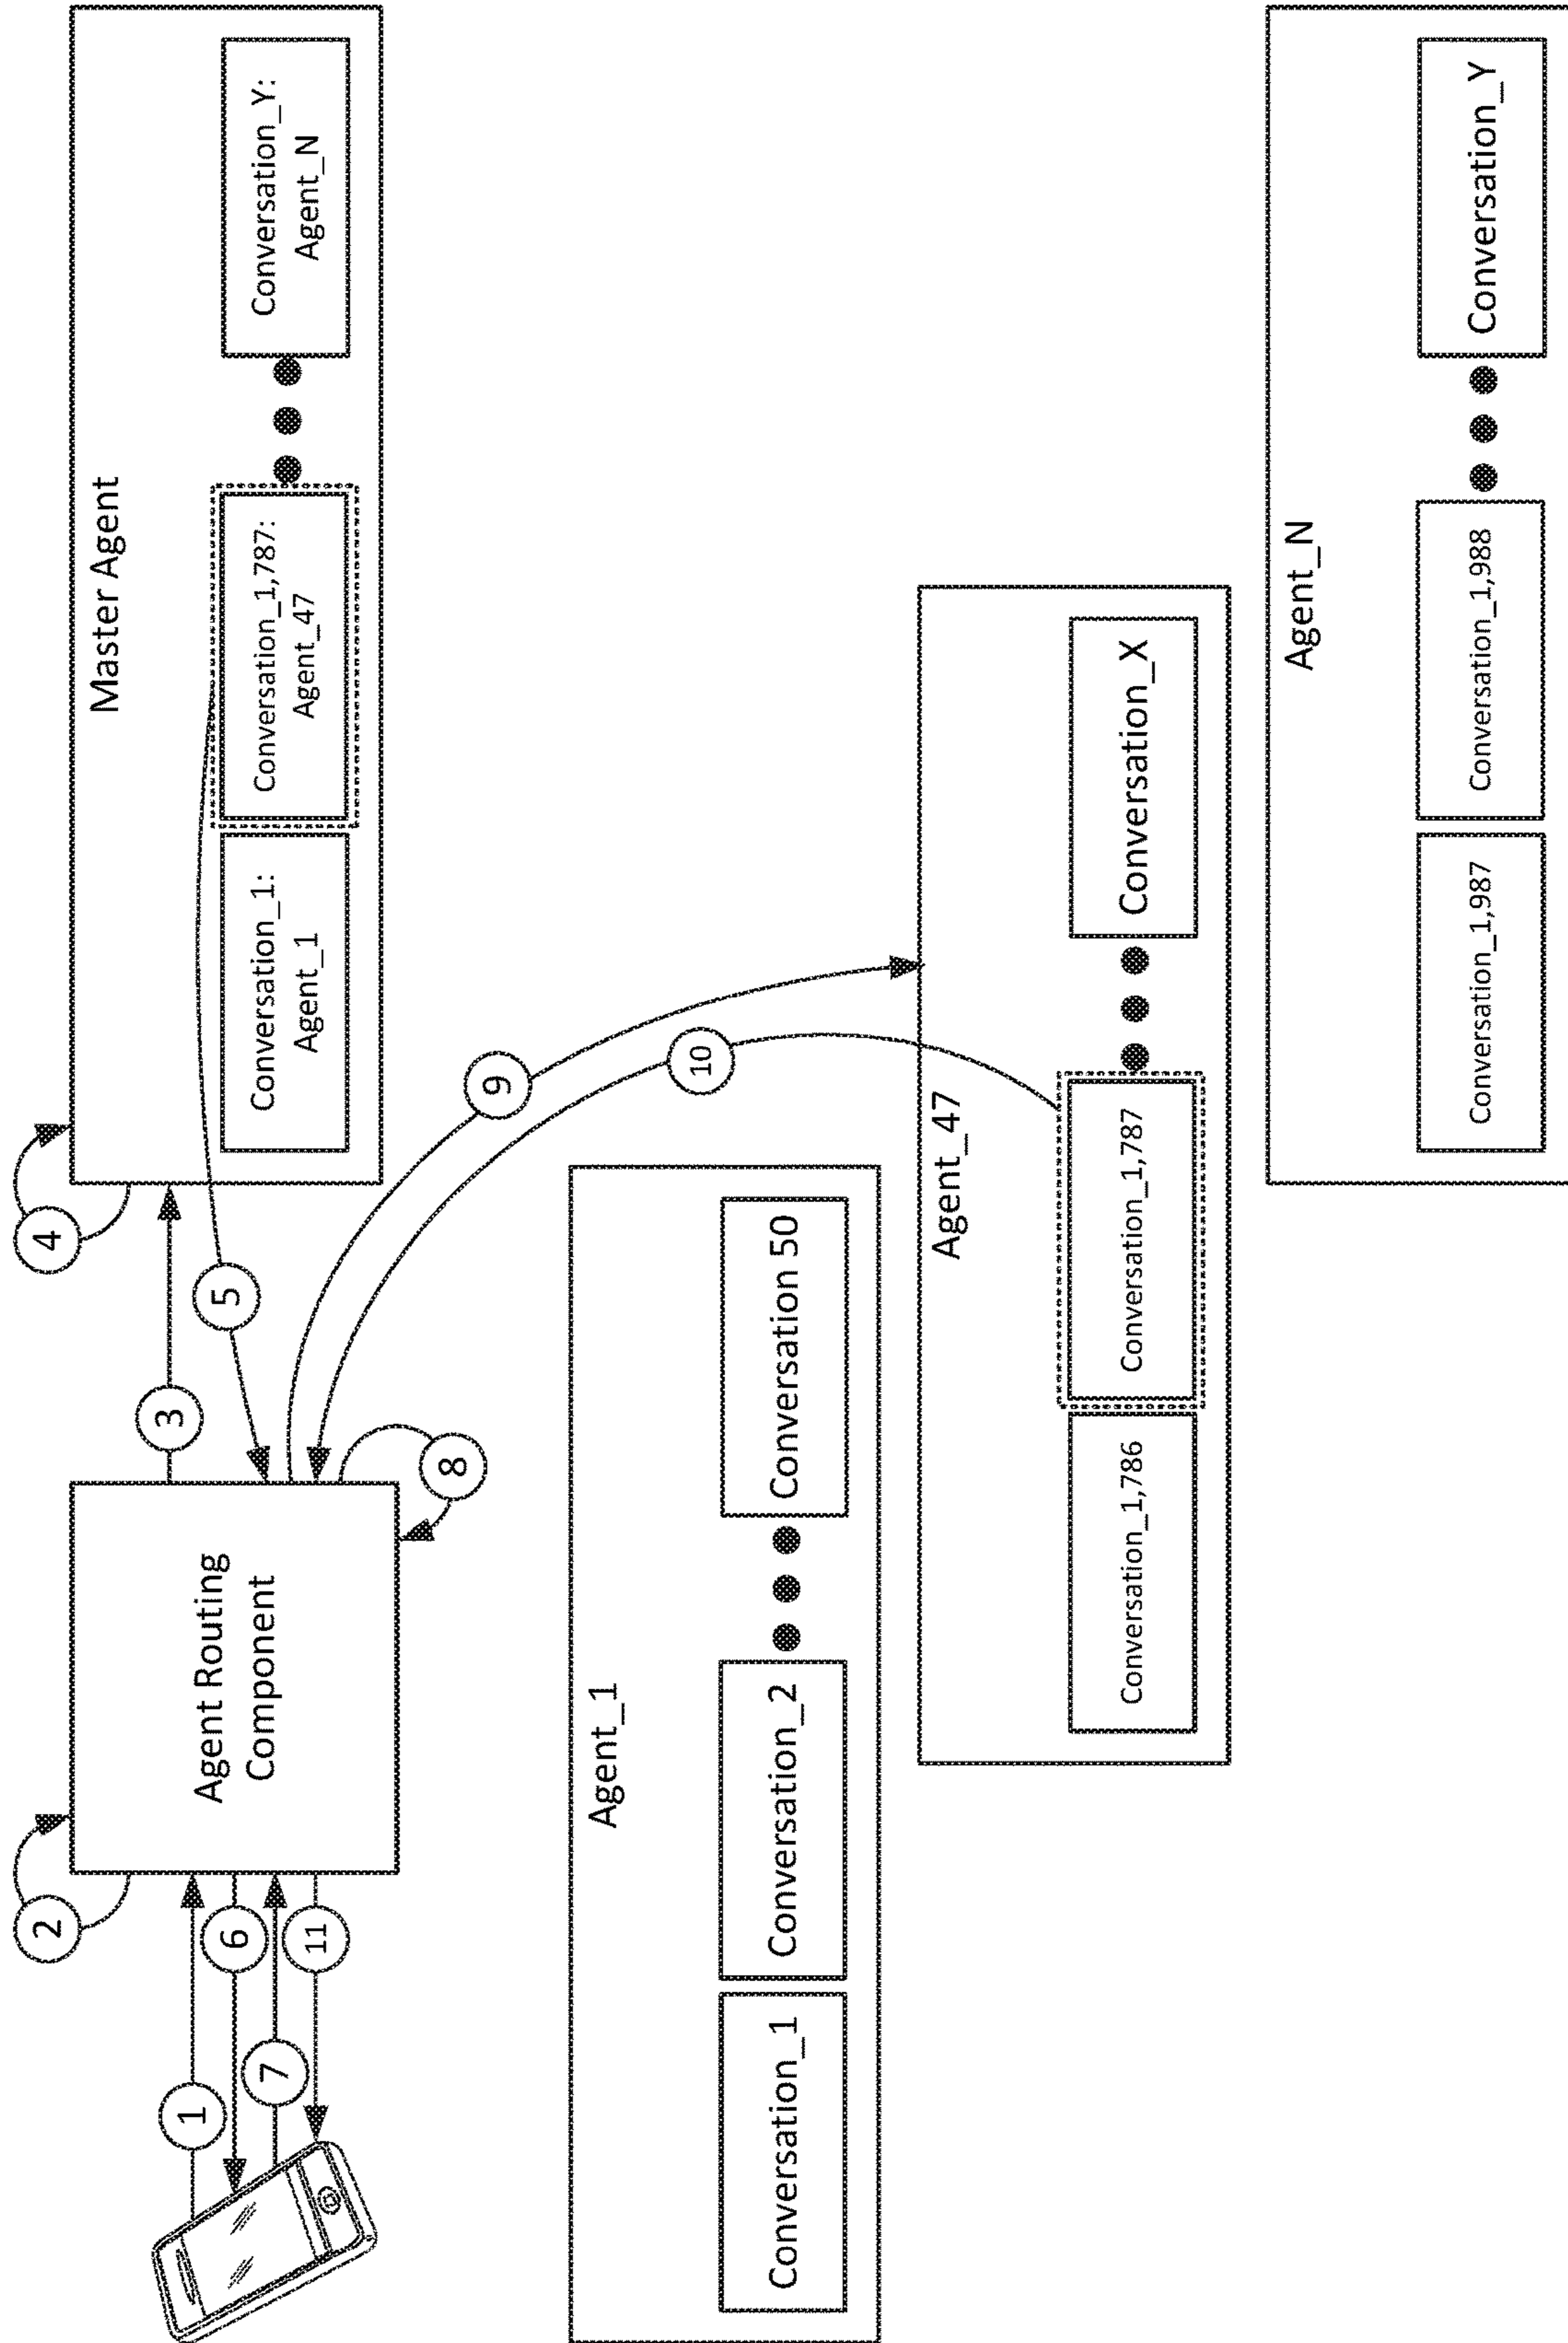 1
6
7
11
2
Agent Routing
Component
8
3
5
4
9
10
Master Agent
Conversation_1:
Agent_1
Conversation_1,787:
Agent_47
Conversation_Y:
Agent_N
Agent_1
Conversation_1
Conversation_2
Conversation 50
Agent_47
Conversation_1,786
Conversation_1,787
Conversation_X
Agent_N
Conversation_1,987
Conversation_1,988
Conversation_Y